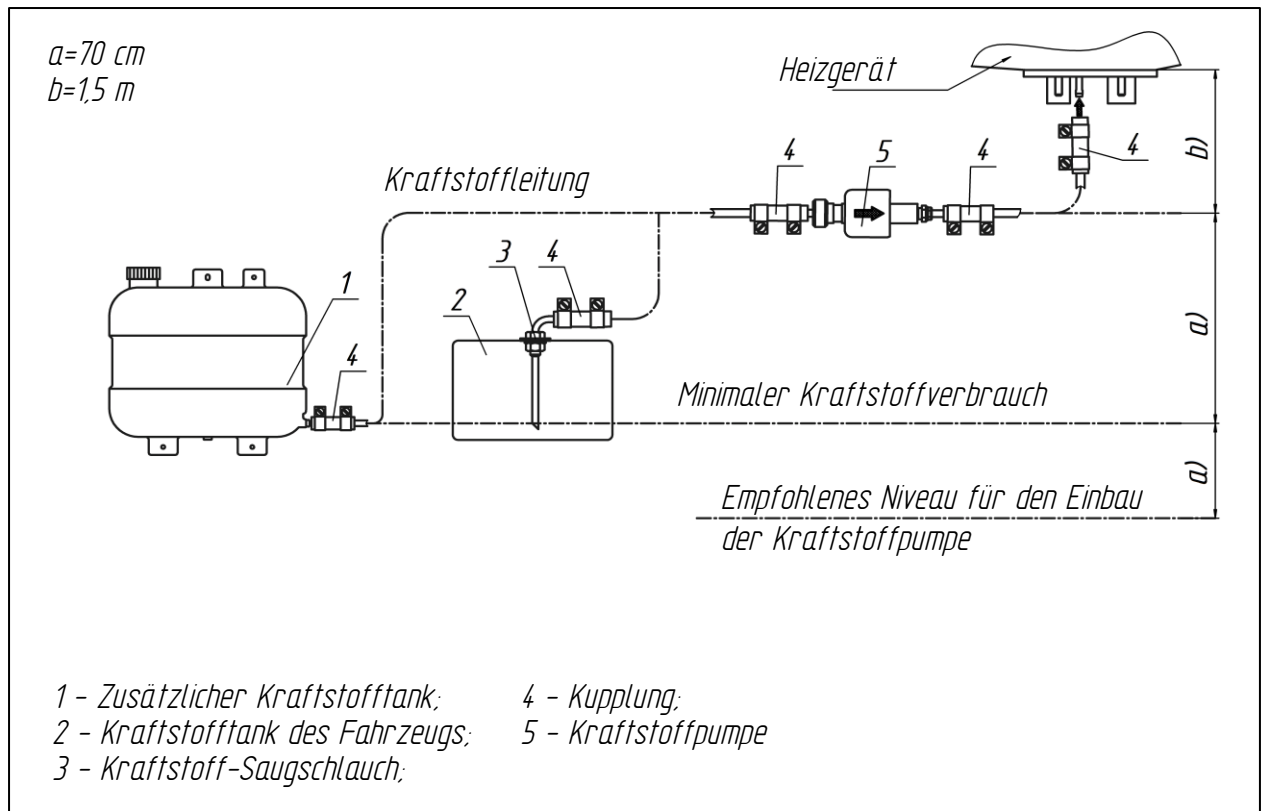 a=70 cm
b=1,5 m
Heizgerät
4
5
4
4
b)
Kraftstoffleitung
3
4
1
2
a)
4
Minimaler Kraftstoffverbrauch
a)
Empfohlenes Niveau für den Einbau
der Kraftstoffpumpe
1 - Zusätzlicher Kraftstofftank;
2 - Kraftstofftank des Fahrzeugs;
3 - Kraftstoff-Saugschlauch;
4 - Kupplung;
5 - Kraftstoffpumpe